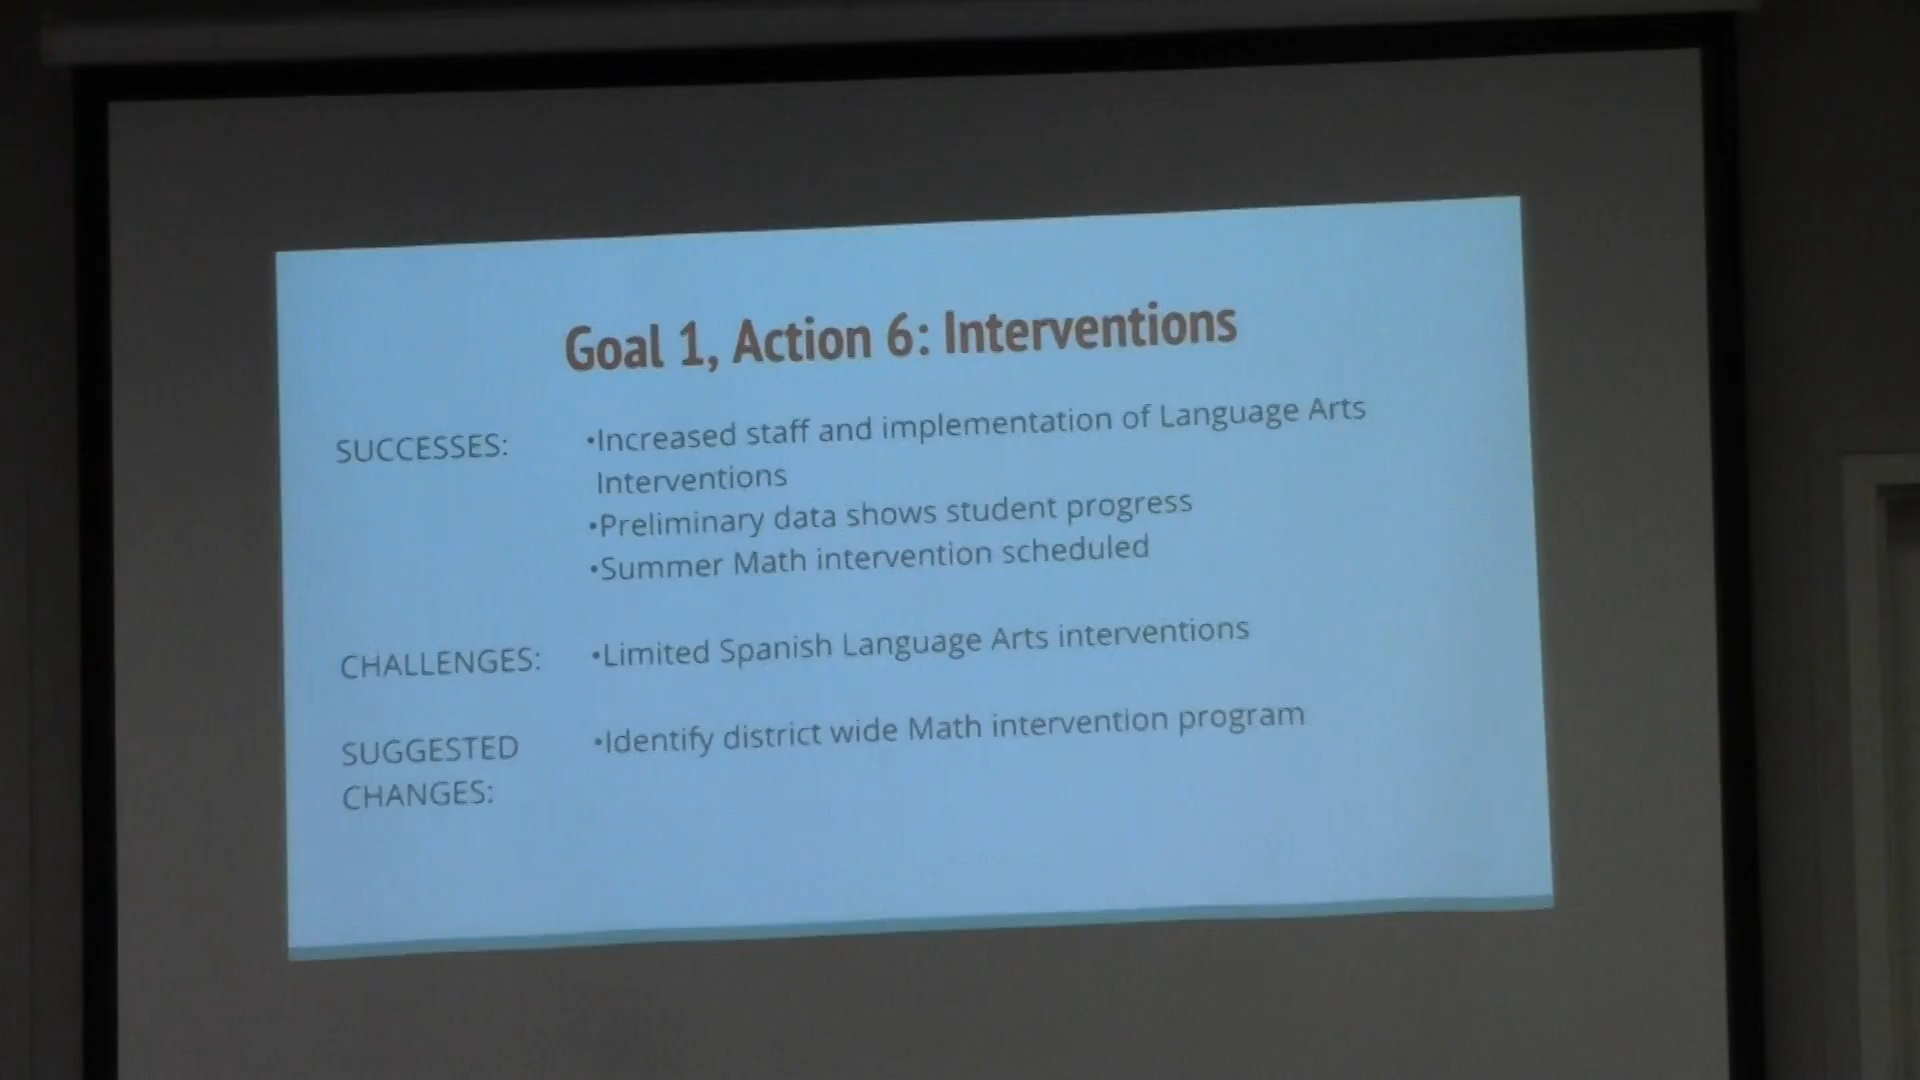 Goal 1, Action 6: Interventions
SUCCESSES:
•Increased staff and implementation of Language Arts
Interventions
•Preliminary data shows student progress
•Summer Math intervention scheduled
CHALLENGES:
•Limited Spanish Language Arts interventions
SUGGESTED
CHANGES:
•Identify district wide Math intervention program